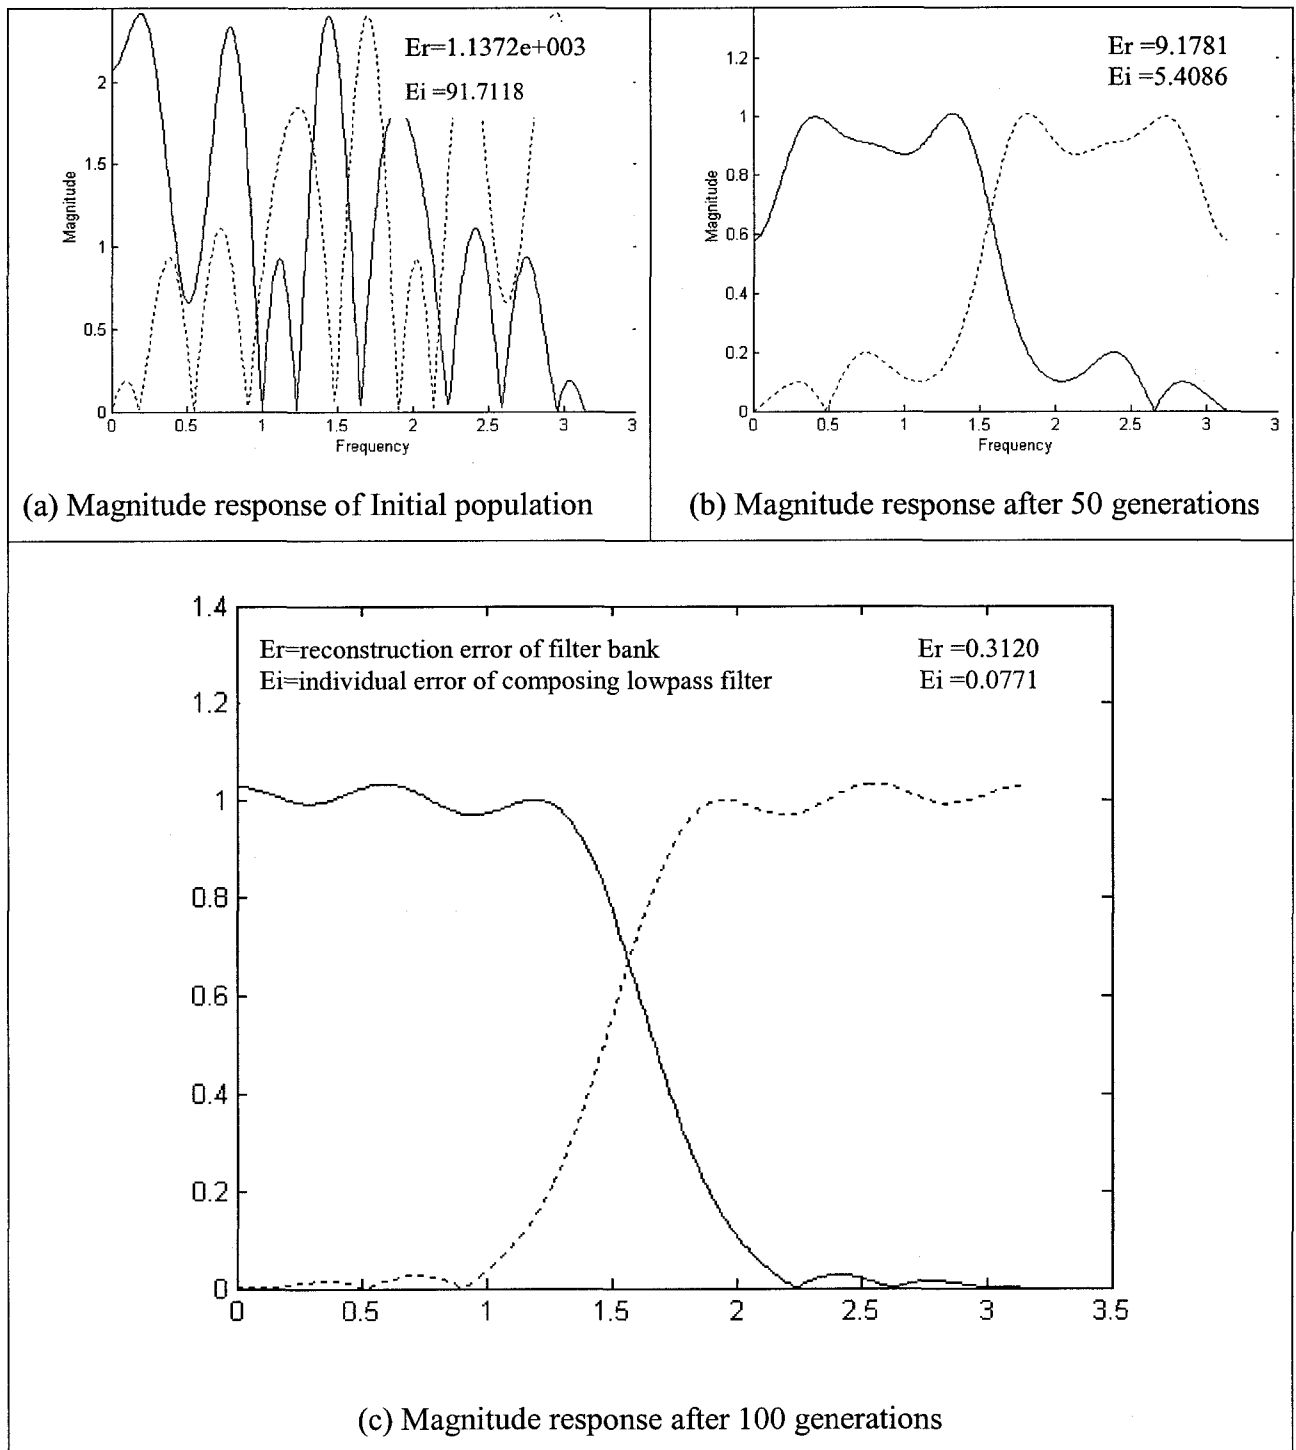 Er=1.1372e+003
Ei =91.7118
2
1.5
1
0.5
0
Magnitude
0 0.5 1 1.5 2 2.5 3 3
Frequency
(a) Magnitude response of Initial population
Er =9.1781
Ei =5.4086
1.2
1
0.8
0.6
0.4
0.2
0
Magnitude
0 0.5 1 1.5 2 2.5 3 3
Frequency
(b) Magnitude response after 50 generations
1.4
Er=reconstruction error of filter bank Er =0.3120
Ei=individual error of composing lowpass filter Ei =0.0771
1.2
1
0.8
0.6
0.4
0.2
0
0 0.5 1 1.5 2 2.5 3 3.5
(c) Magnitude response after 100 generations